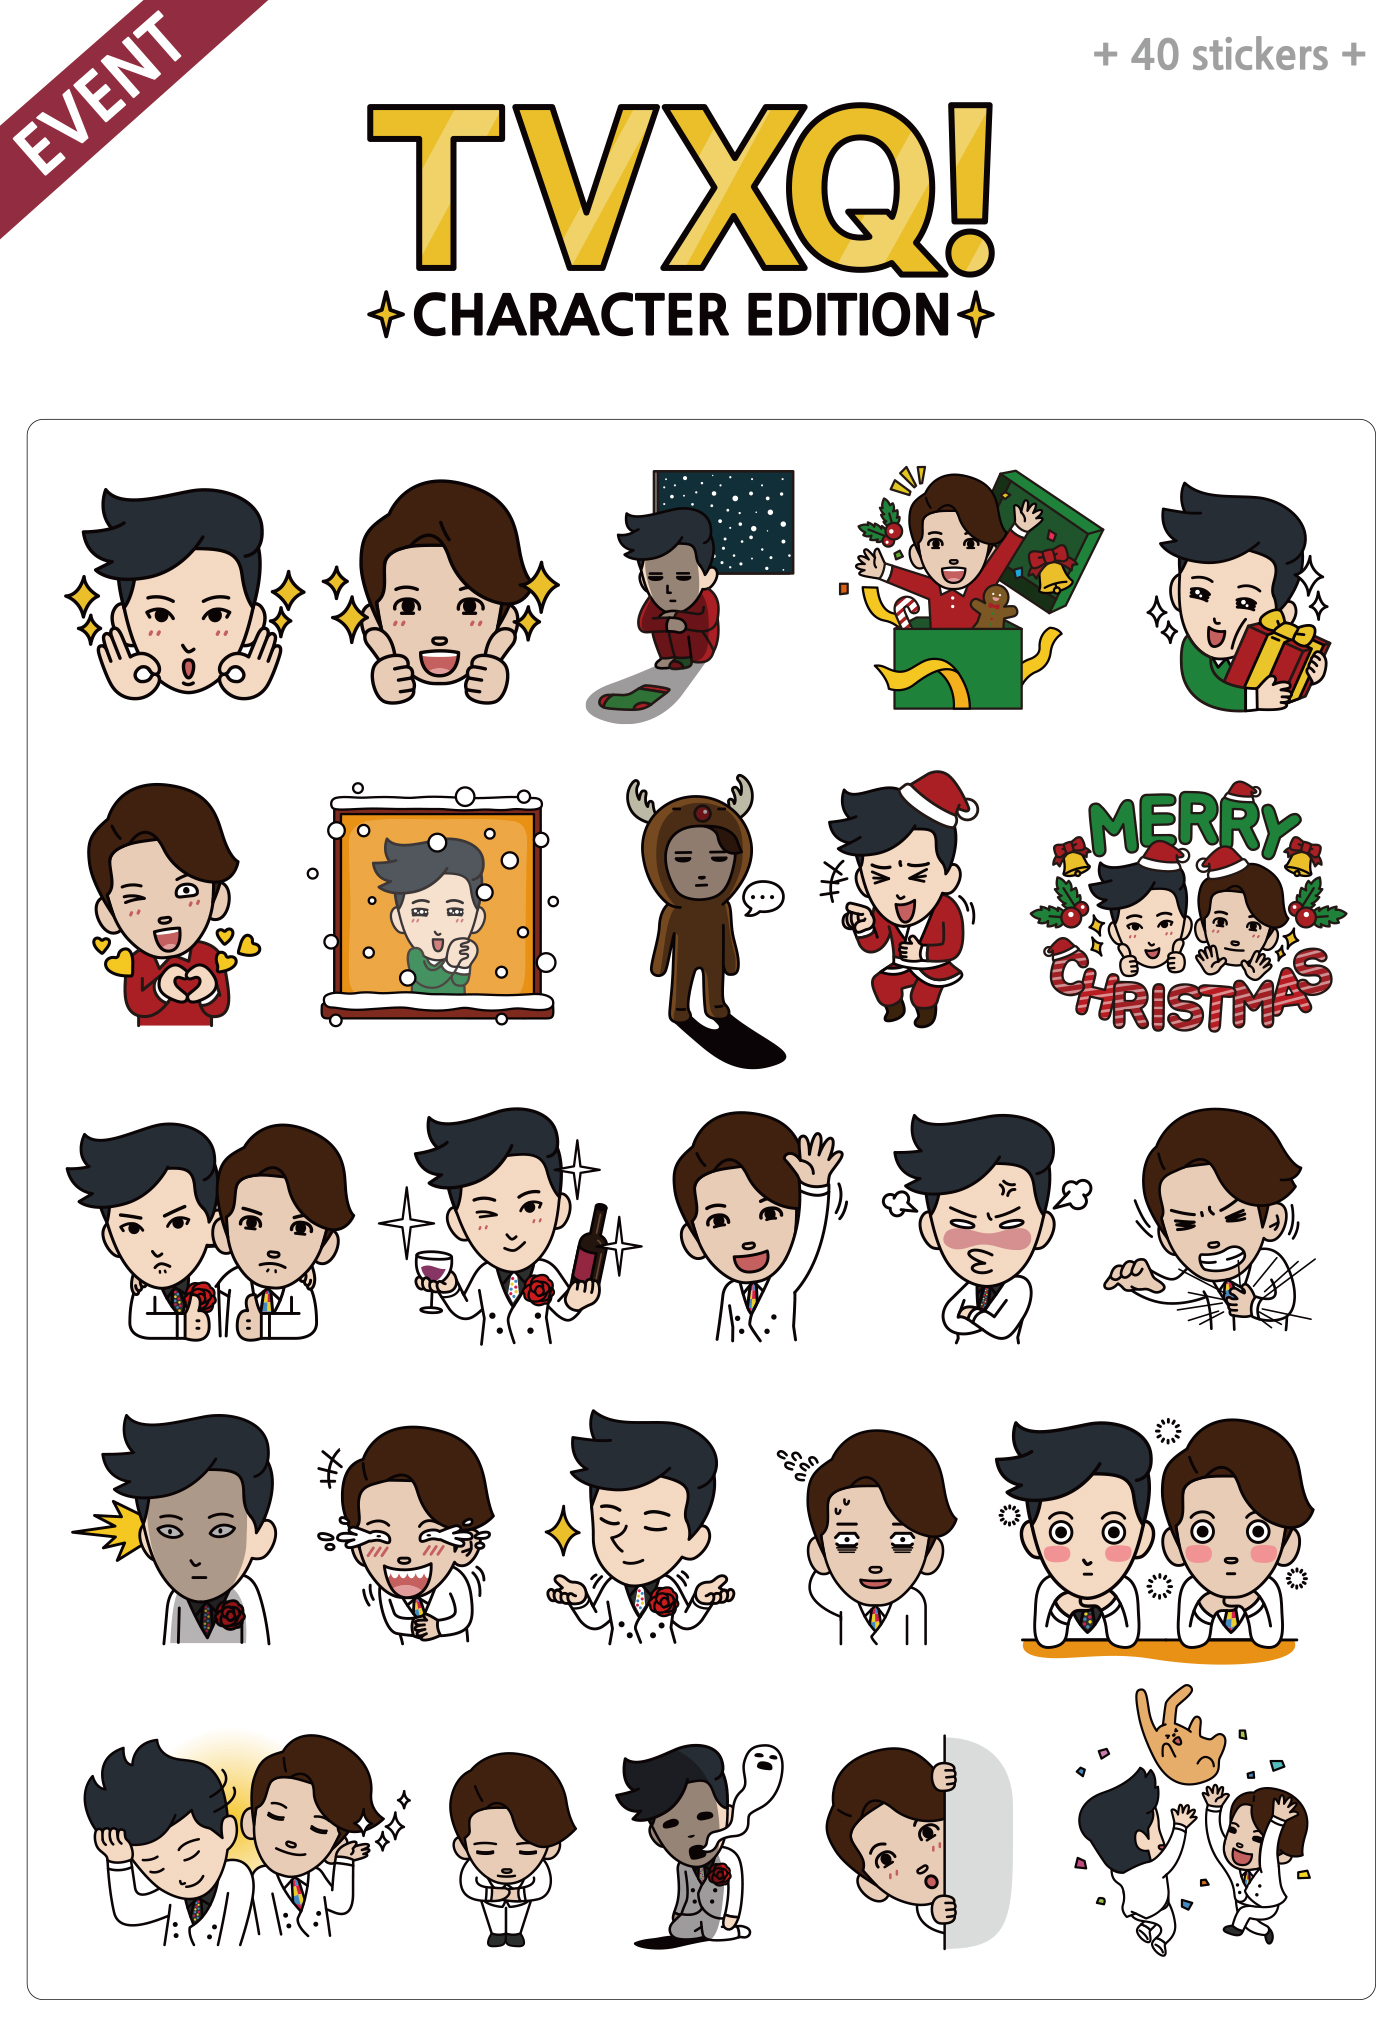 EVENT
+ 40 stickers +
TVXQ!
CHARACTER EDITION
MERRY
CHRISTMAS